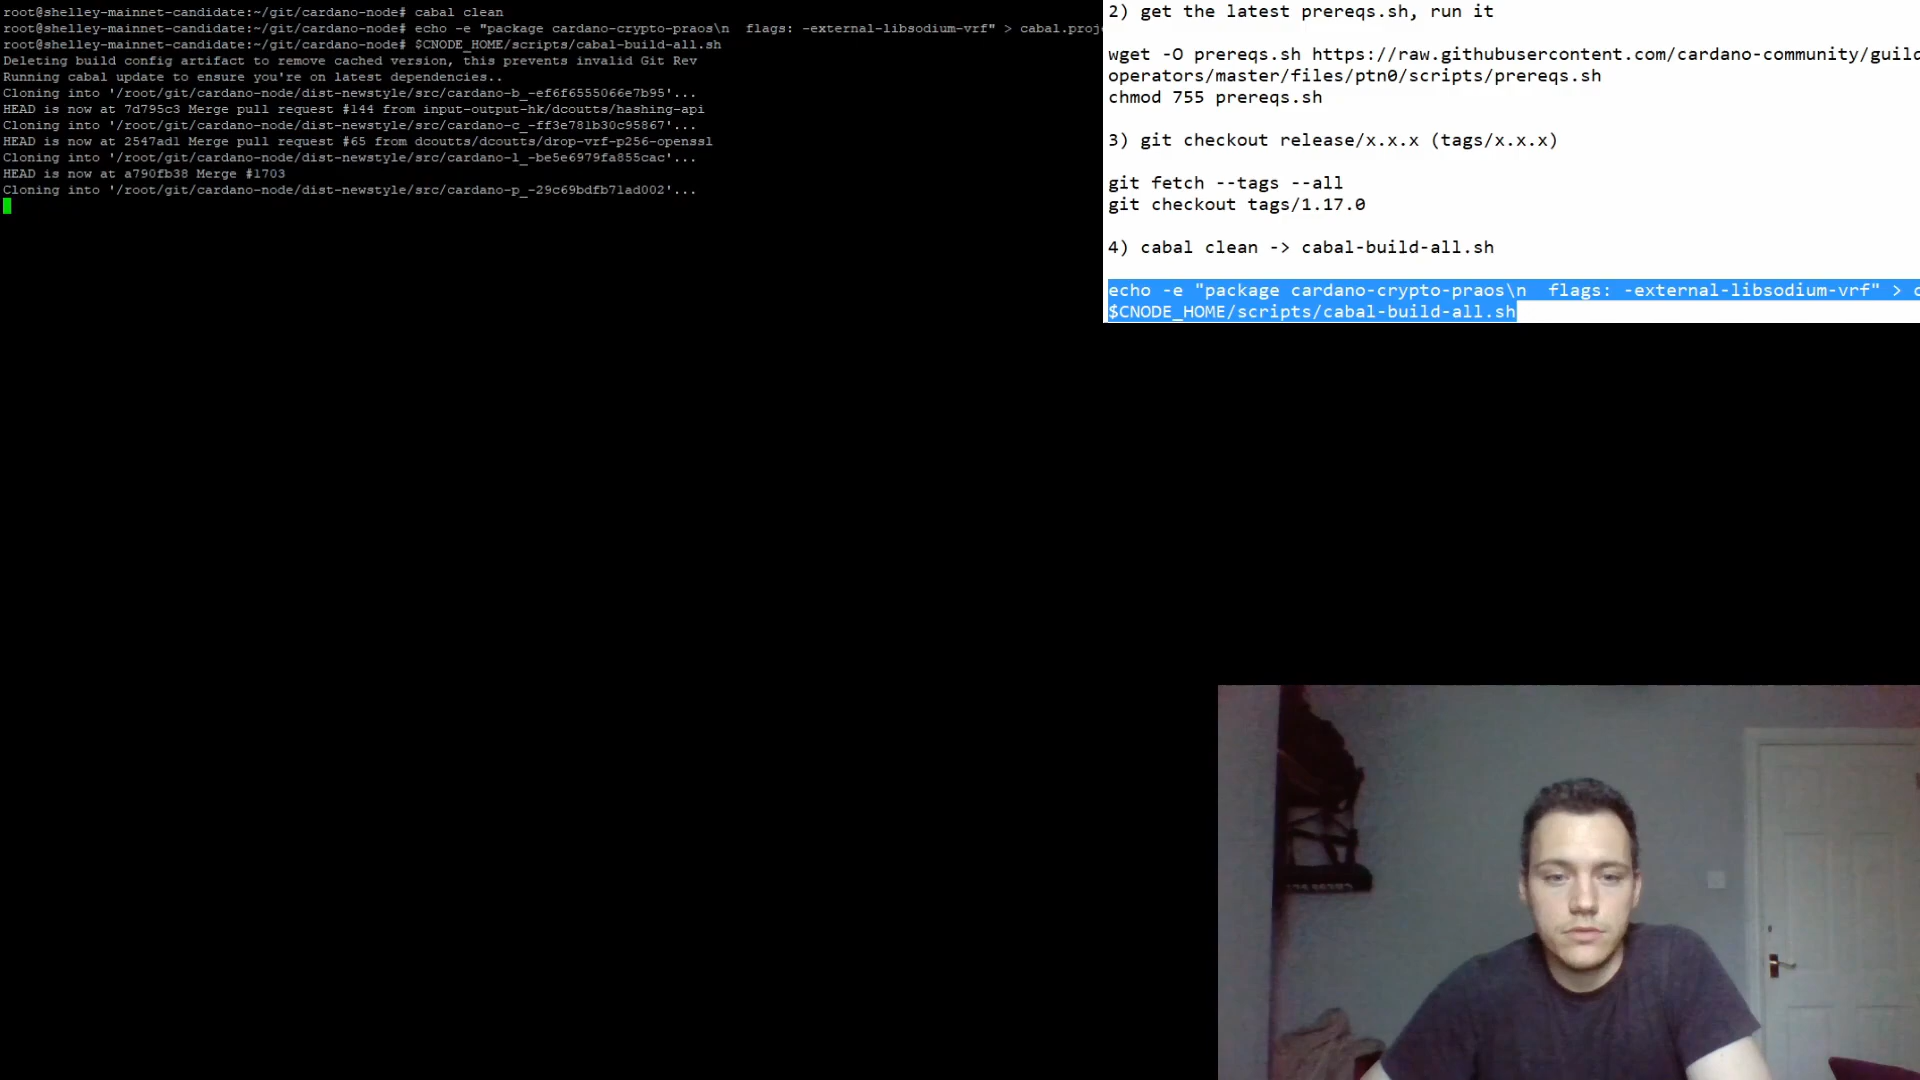 root@shelley-mainnet-candidate:~/git/cardano-node# cabal clean
root@shelley-mainnet-candidate:~/git/cardano-node# echo -e "package cardano-crypto-praos\n  flags: -external-libsodium-vrf" > cabal.proj
root@shelley-mainnet-candidate:~/git/cardano-node# $CNODE_HOME/scripts/cabal-build-all.sh
Deleting build config artifact to remove cached version, this prevents invalid Git Rev
Running cabal update to ensure you're on latest dependencies..
Cloning into '/root/git/cardano-node/dist-newstyle/src/cardano-b_-ef6f6555066e7b95'...
HEAD is now at 7d795c3 Merge pull request #144 from input-output-hk/dcoutts/hashing-api
Cloning into '/root/git/cardano-node/dist-newstyle/src/cardano-c_-ff3e781b30c95867'...
HEAD is now at 2547ad1 Merge pull request #65 from dcoutts/dcoutts/drop-vrf-p256-openssl
Cloning into '/root/git/cardano-node/dist-newstyle/src/cardano-l_-be5e6979fa855cac'...
HEAD is now at a790fb38 Merge #1703
Cloning into '/root/git/cardano-node/dist-newstyle/src/cardano-p_-29c69bdfb71ad002'...
2) get the latest prereqs.sh, run it
wget -O prereqs.sh https://raw.githubusercontent.com/cardano-community/guild
operators/master/files/ptn0/scripts/prereqs.sh
chmod 755 prereqs.sh
3) git checkout release/x.x.x (tags/x.x.x)
git fetch --tags --all
git checkout tags/1.17.0
4) cabal clean -> cabal-build-all.sh
echo -e "package cardano-crypto-praos\n  flags: -external-libsodium-vrf" > c
$CNODE_HOME/scripts/cabal-build-all.sh